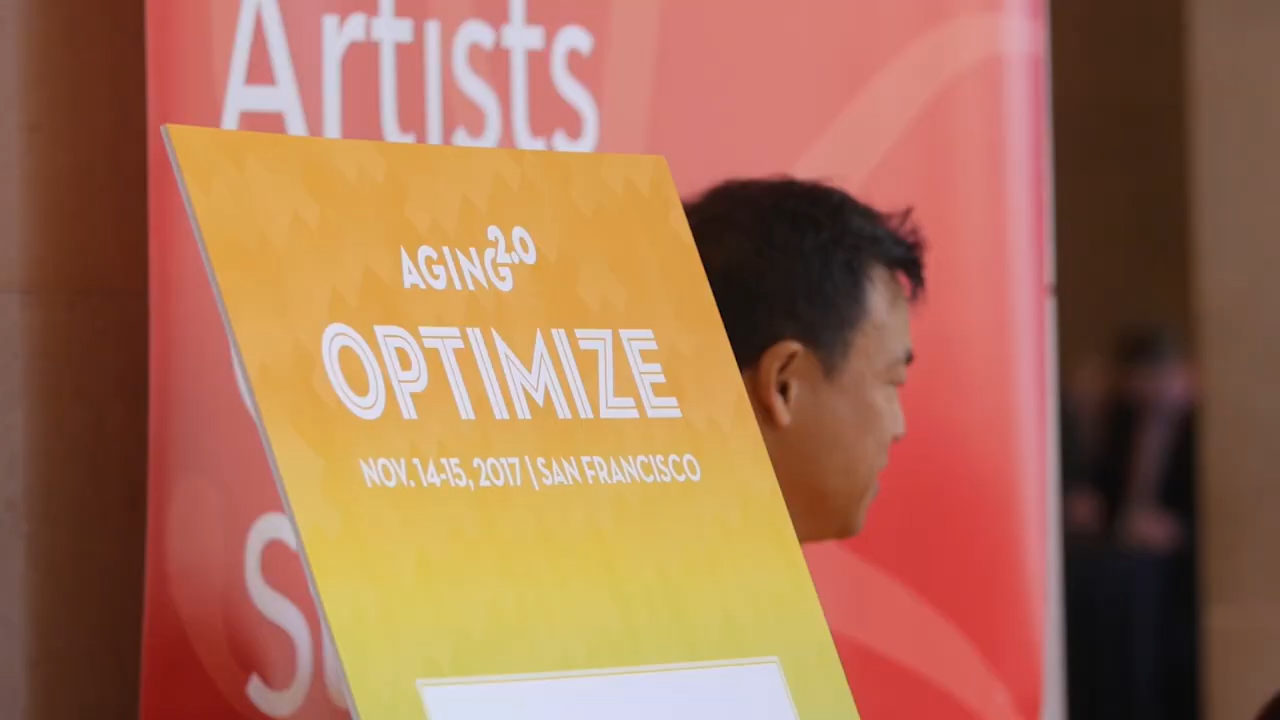 Artists
AGING2.0
OPTIMIZE
NOV. 14-15, 2017 | SAN FRANCISCO